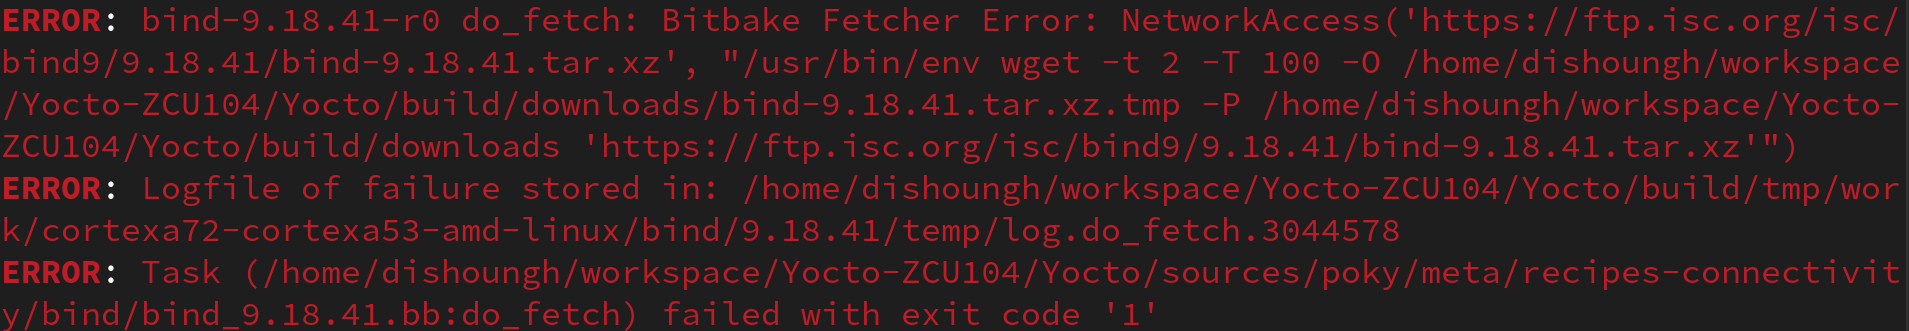 ERROR: bind-9.18.41-r0 do_fetch: Bitbake Fetcher Error: NetworkAccess('https://ftp.isc.org/isc/
bind9/9.18.41/bind-9.18.41.tar.xz', "/usr/bin/env wget -t 2 -T 100 -O /home/dishoungh/workspace
/Yocto-ZCU104/Yocto/build/downloads/bind-9.18.41.tar.xz.tmp -P /home/dishoungh/workspace/Yocto-
ZCU104/Yocto/build/downloads 'https://ftp.isc.org/isc/bind9/9.18.41/bind-9.18.41.tar.xz'")
ERROR: Logfile of failure stored in: /home/dishoungh/workspace/Yocto-ZCU104/Yocto/build/tmp/wor
k/cortexa72-cortexa53-amd-linux/bind/9.18.41/temp/log.do_fetch.3044578
ERROR: Task (/home/dishoungh/workspace/Yocto-ZCU104/Yocto/sources/poky/meta/recipes-connectivit
y/bind/bind_9.18.41.bb:do_fetch) failed with exit code '1'